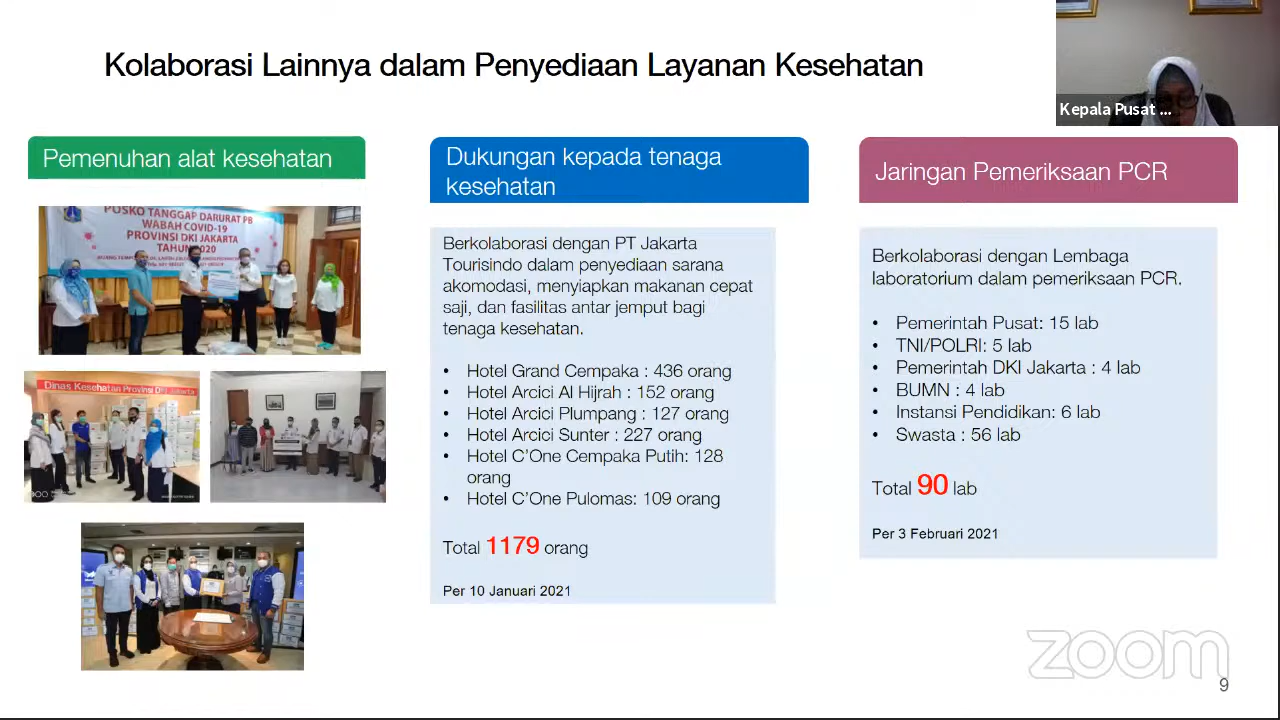 Kolaborasi Lainnya dalam Penyediaan Layanan Kesehatan
Kepala Pusat ...
Pemenuhan alat kesehatan
POSKO TANGGAP DARURAT PB
WABAH COVID-19
PROVINSI DKI JAKARTA
TAHUN 2020
Dinas Kesehatan Provinsi DKI Jakarta
Dukungan kepada tenaga
kesehatan
Berkolaborasi dengan PT Jakarta
Tourisindo dalam penyediaan sarana
akomodasi, menyiapkan makanan cepat
saji, dan fasilitas antar jemput bagi
tenaga kesehatan.
• Hotel Grand Cempaka : 436 orang
• Hotel Arcici Al Hijrah : 152 orang
• Hotel Arcici Plumpang : 127 orang
• Hotel Arcici Sunter : 227 orang
• Hotel C'One Cempaka Putih: 128
orang
• Hotel C'One Pulomas: 109 orang
Total 1179 orang
Per 10 Januari 2021
Jaringan Pemeriksaan PCR
Berkolaborasi dengan Lembaga
laboratorium dalam pemeriksaan PCR.
• Pemerintah Pusat: 15 lab
• TNI/POLRI: 5 lab
• Pemerintah DKI Jakarta : 4 lab
• BUMN : 4 lab
• Instansi Pendidikan: 6 lab
• Swasta : 56 lab
Total 90 lab
Per 3 Februari 2021
zoom
9